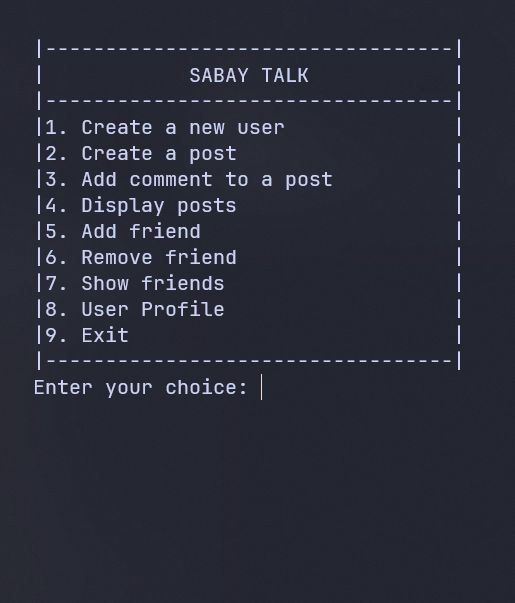 |----------------------------------|
|            SABAY TALK            |
|----------------------------------|
|1. Create a new user              |
|2. Create a post                  |
|3. Add comment to a post          |
|4. Display posts                  |
|5. Add friend                     |
|6. Remove friend                  |
|7. Show friends                   |
|8. User Profile                   |
|9. Exit                           |
|----------------------------------|
Enter your choice: